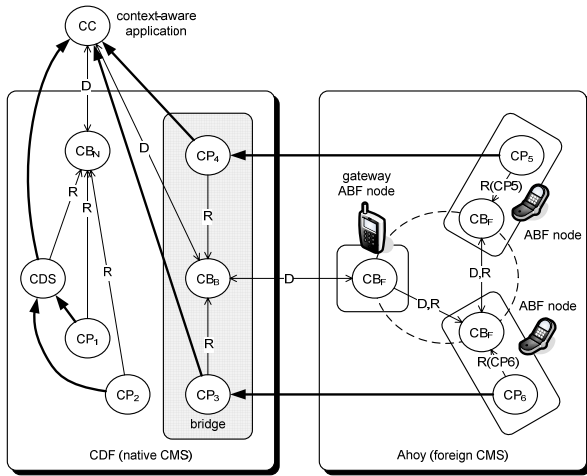 CC
context-aware
application
D
CB_N
D
CP_4
CP_5
R(CP5)
gateway
ABF node
CB_F
ABF node
R
R
R
R
CDS
CB_B
D
CB_F
D,R
D,R
ABF node
CB_F
R
R(CP6)
CP_1
CP_2
CP_3
CP_6
bridge
CDF (native CMS)
Ahoy (foreign CMS)